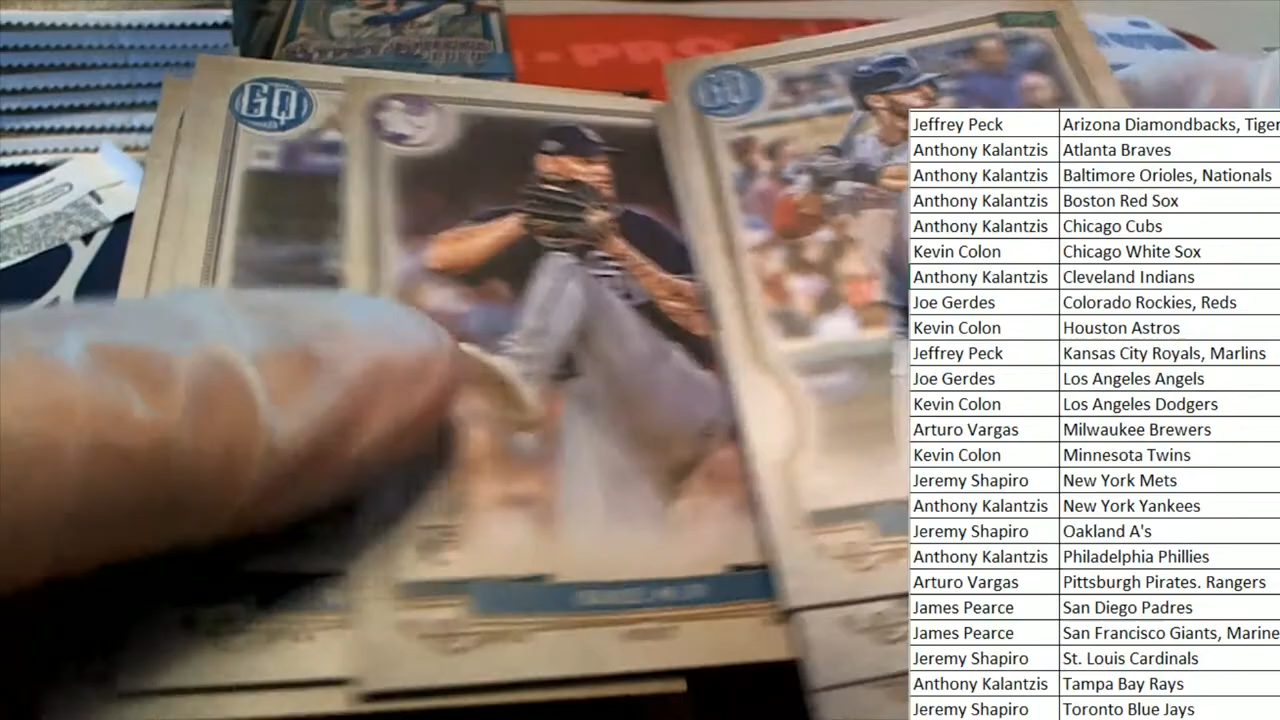 GQ
GQ
-PRO
Jeffrey Peck Arizona Diamondbacks, Tiger
Anthony Kalantzis Atlanta Braves
Anthony Kalantzis Baltimore Orioles, Nationals
Anthony Kalantzis Boston Red Sox
Anthony Kalantzis Chicago Cubs
Kevin Colon Chicago White Sox
Anthony Kalantzis Cleveland Indians
Joe Gerdes Colorado Rockies, Reds
Kevin Colon Houston Astros
Jeffrey Peck Kansas City Royals, Marlins
Joe Gerdes Los Angeles Angels
Kevin Colon Los Angeles Dodgers
Arturo Vargas Milwaukee Brewers
Kevin Colon Minnesota Twins
Jeremy Shapiro New York Mets
Anthony Kalantzis New York Yankees
Jeremy Shapiro Oakland A's
Anthony Kalantzis Philadelphia Phillies
Arturo Vargas Pittsburgh Pirates. Rangers
James Pearce San Diego Padres
James Pearce San Francisco Giants, Marine
Jeremy Shapiro St. Louis Cardinals
Anthony Kalantzis Tampa Bay Rays
Jeremy Shapiro Toronto Blue Jays